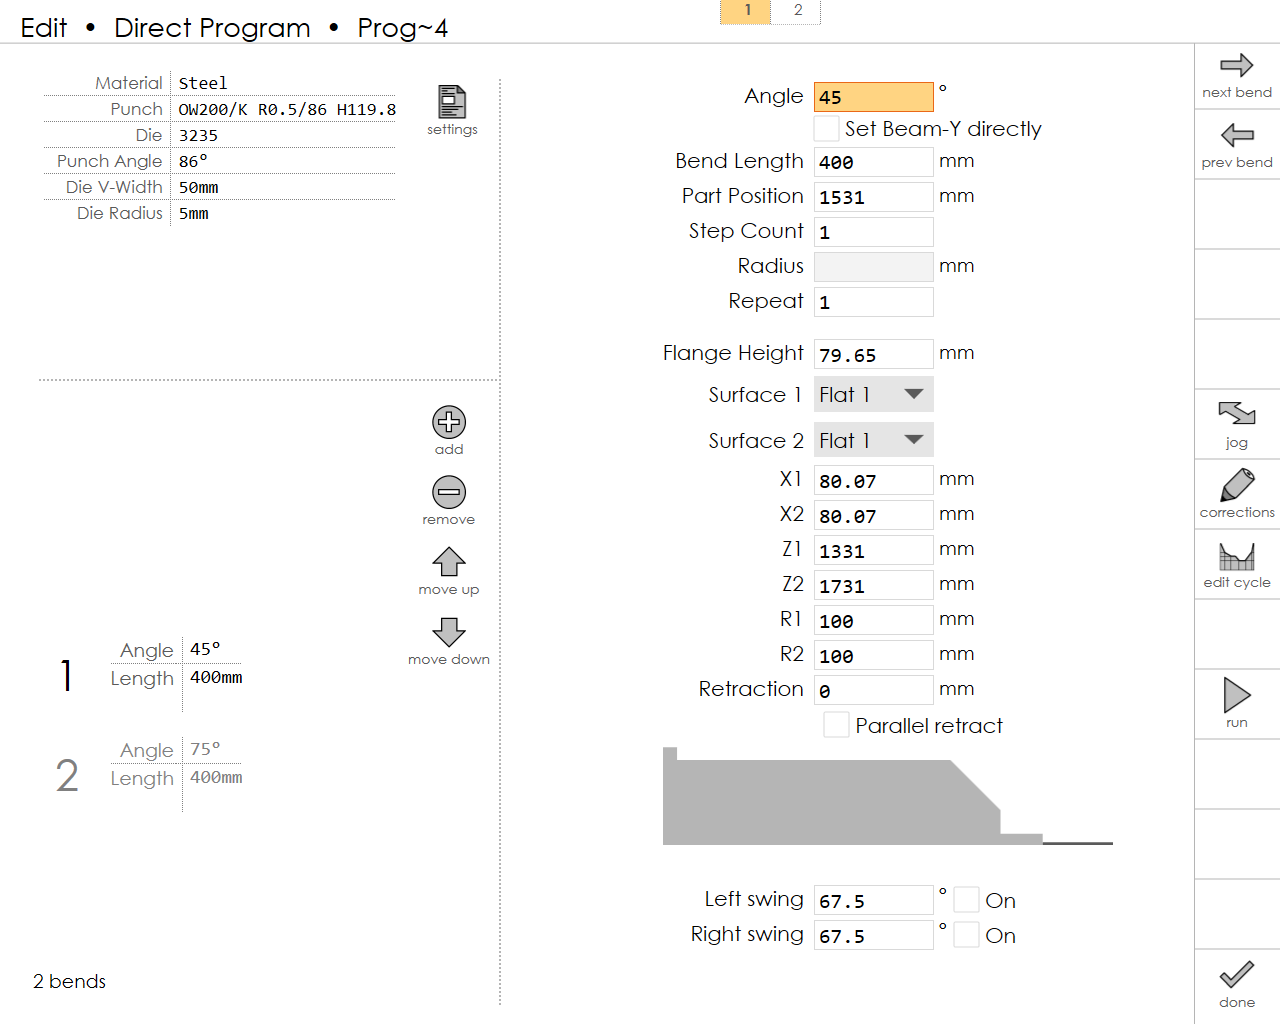 Edit • Direct Program • Prog~4
1 2
Material Steel
Punch OW200/K R0.5/86 H119.8
Die 3235
Punch Angle 86°
Die V-Width 50mm
Die Radius 5mm
settings
add
remove
move up
move down
1 Angle 45°
Length 400mm
2 Angle 75°
Length 400mm
2 bends
Angle 45 °
Set Beam-Y directly
Bend Length 400 mm
Part Position 1531 mm
Step Count 1
Radius mm
Repeat 1
Flange Height 79.65 mm
Surface 1 Flat 1
Surface 2 Flat 1
X1 80.07 mm
X2 80.07 mm
Z1 1331 mm
Z2 1731 mm
R1 100 mm
R2 100 mm
Retraction 0 mm
Parallel retract
Left swing 67.5 ° On
Right swing 67.5 ° On
next bend
prev bend
jog
corrections
edit cycle
run
done